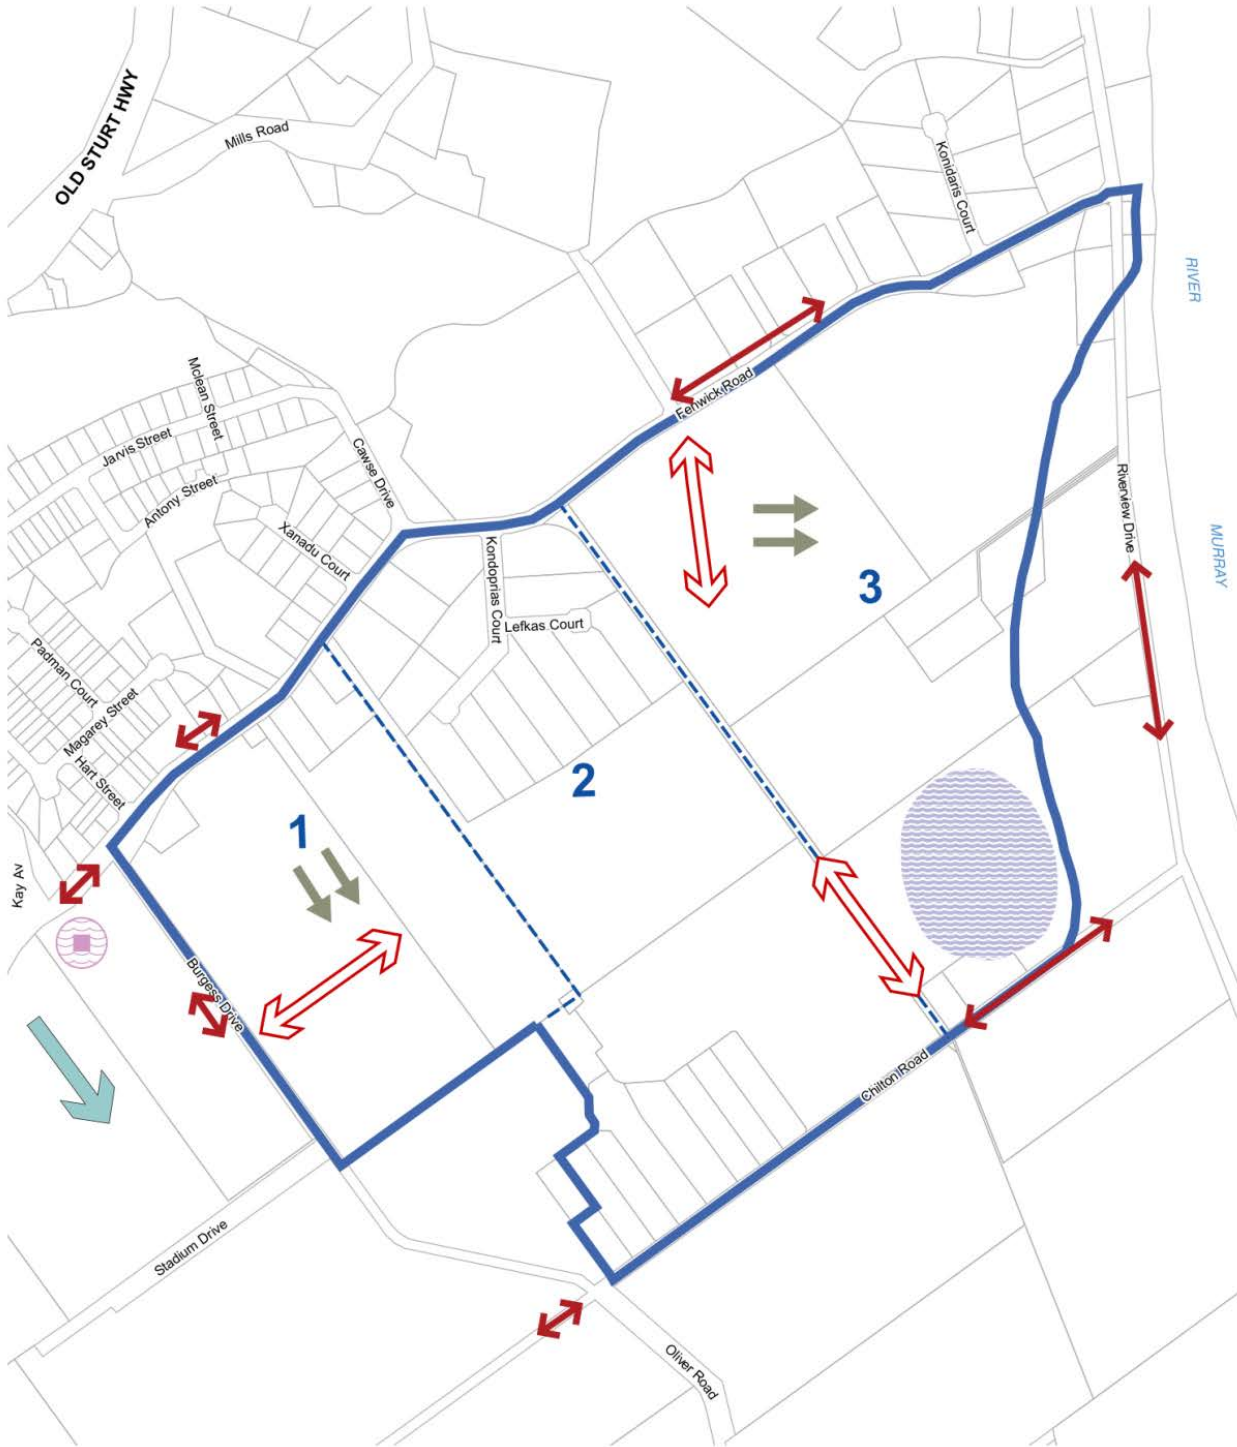 OLD STURT HWY
Mills Road
Konidaris Court
RIVER
Mclean Street
Jarvis Street
Cawse Drive
Fenwick Road
Antony Street
Xanadu Court
Riverview Drive
MURRAY
Kondoprias Court
Lefkas Court
3
Padman Court
Magarey Street
Hart Street
2
1
Kay Av
Burgess Drive
Chilton Road
Stadium Drive
Oliver Road